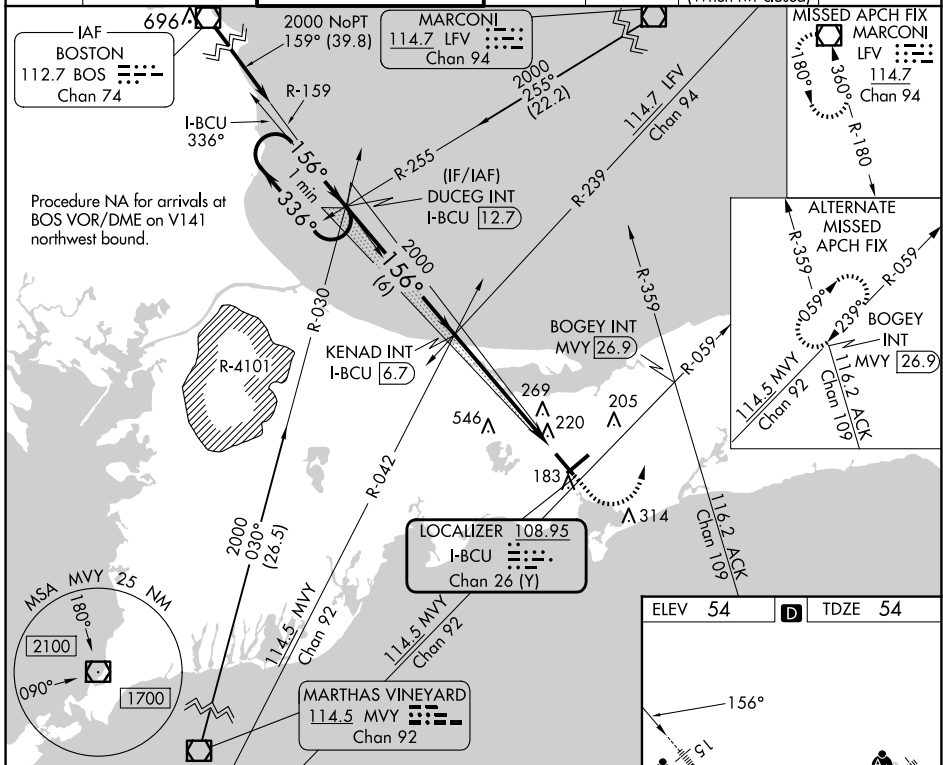 (When IAF closed)
696
IAF
BOSTON
112.7 BOS
Chan 74
2000 NoPT
159° (39.8)
MARCONI
114.7 LFV
Chan 94
MISSED APCH FIX
MARCONI
LFV
114.7
Chan 94
180°
360°
R-180
R-159
I-BCU
336°
2000
255°
(22.2)
114.7 LFV
Chan 94
R-255
R-239
156°
1 min
336°
(IF/IAF)
DUCEG INT
I-BCU 12.7
Procedure NA for arrivals at
BOS VOR/DME on V141
northwest bound.
ALTERNATE
MISSED
APCH FIX
R-359
059°
239°
R-059
BOGEY
INT
MVY 26.9
114.5 MVY
Chan 92
116.2 ACK
Chan 109
2000
156°
(6)
R-030
R-359
BOGEY INT
MVY 26.9
R-059
KENAD INT
I-BCU 6.7
R-4101
269
546
220
205
183
314
R-042
2000
030°
(26.5)
LOCALIZER 108.95
I-BCU
Chan 26 (Y)
116.2 ACK
Chan 109
MSA MVY 25 NM
180°
2100
090°
1700
114.5 MVY
Chan 92
114.5 MVY
Chan 92
MARTHAS VINEYARD
114.5 MVY
Chan 92
ELEV 54
D
TDZE 54
156°
15